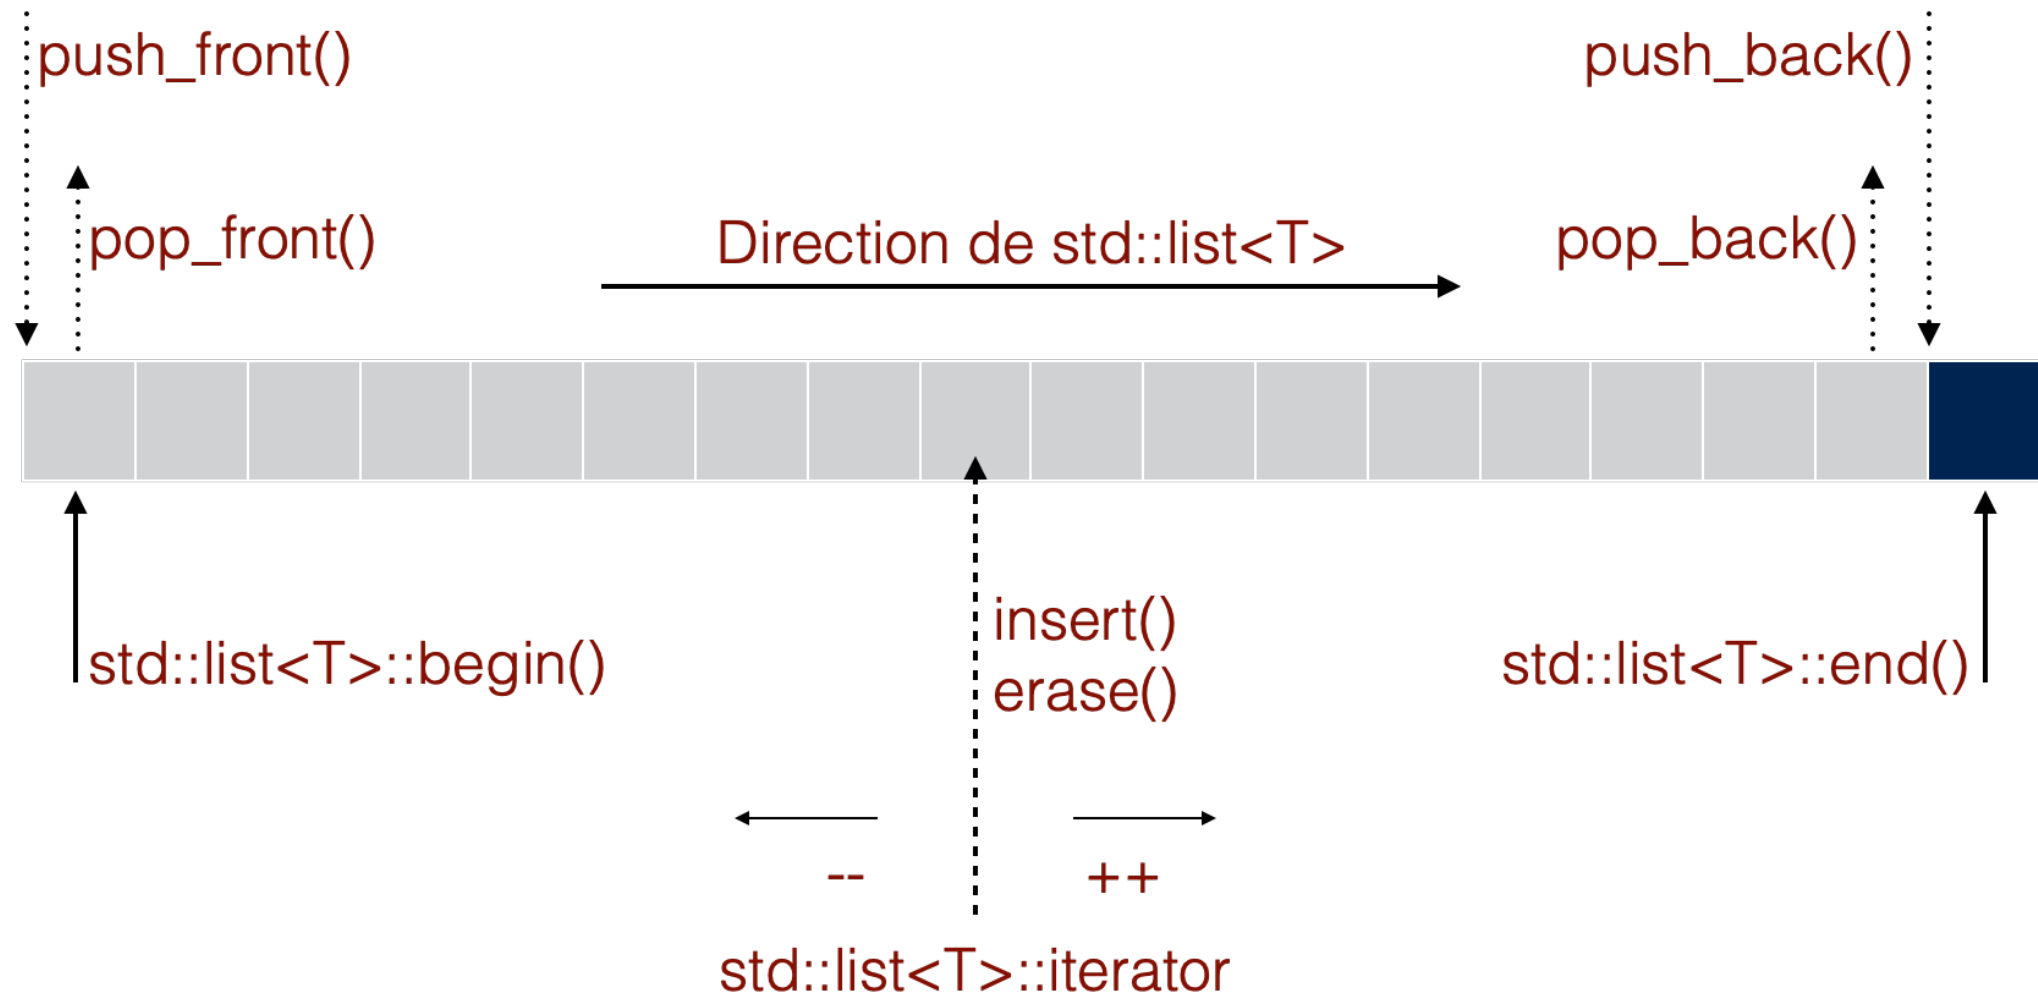 push_front()
push_back()
pop_front()
Direction de std::list<T>
pop_back()
insert()
std::list<T>::begin()
erase()
std::list<T>::end()
--
++
std::list<T>::iterator